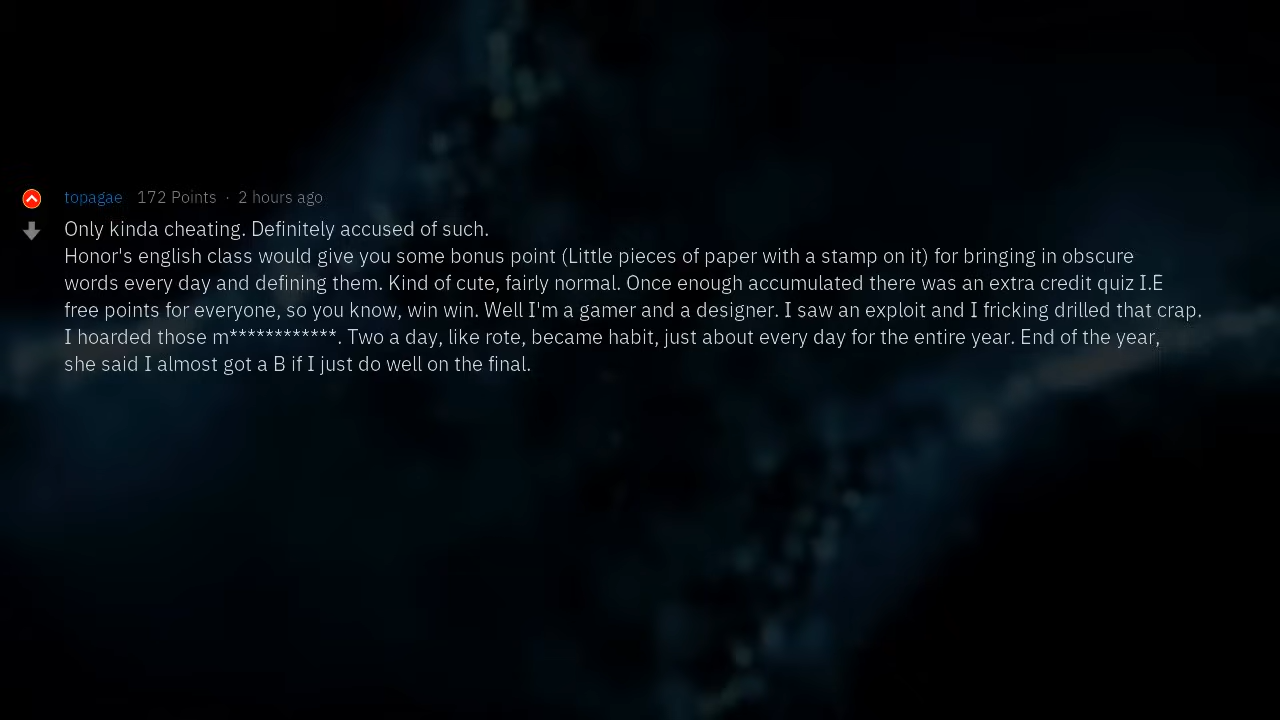 topagae 172 Points · 2 hours ago
Only kinda cheating. Definitely accused of such.
Honor's english class would give you some bonus point (Little pieces of paper with a stamp on it) for bringing in obscure
words every day and defining them. Kind of cute, fairly normal. Once enough accumulated there was an extra credit quiz I.E
free points for everyone, so you know, win win. Well I'm a gamer and a designer. I saw an exploit and I fricking drilled that crap.
I hoarded those m************. Two a day, like rote, became habit, just about every day for the entire year. End of the year,
she said I almost got a B if I just do well on the final.